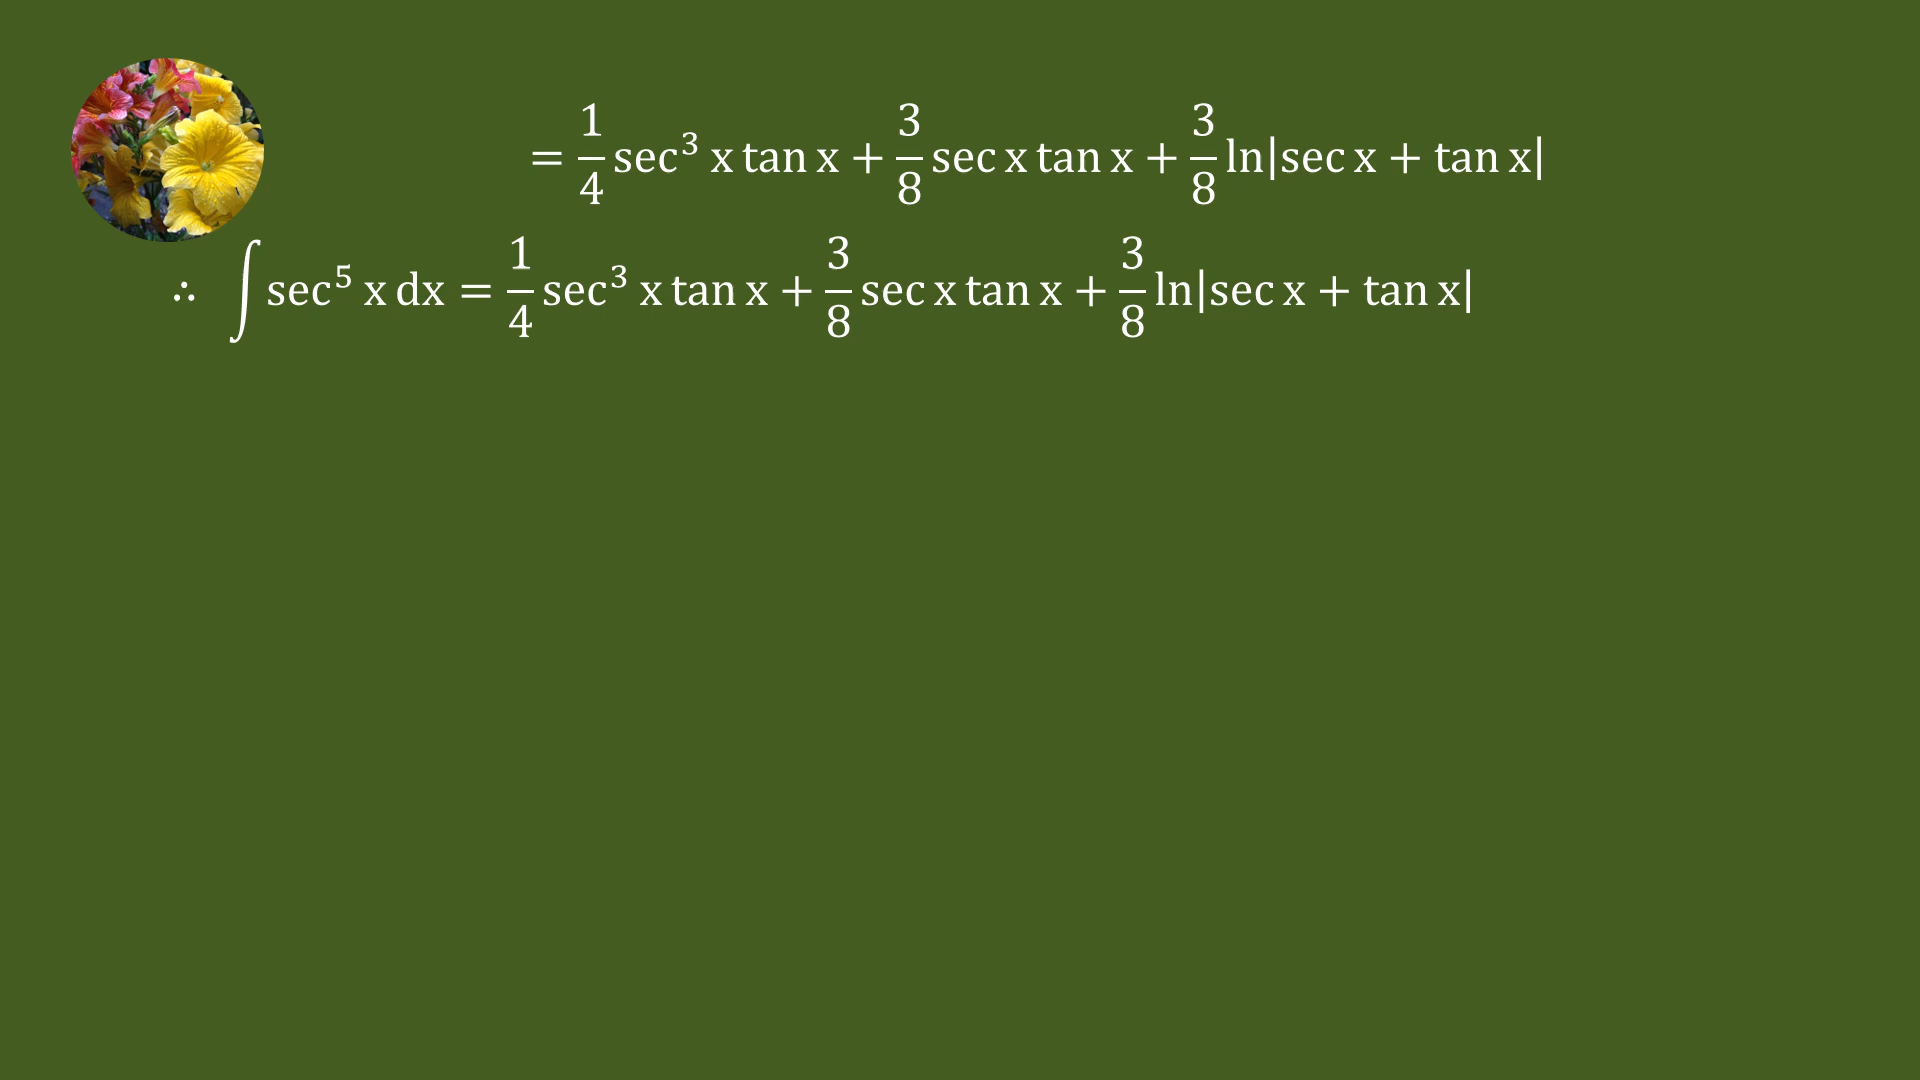 = 1/4 sec³ x tan x + 3/8 sec x tan x + 3/8 ln|sec x + tan x|
∴ ∫ sec⁵ x dx = 1/4 sec³ x tan x + 3/8 sec x tan x + 3/8 ln|sec x + tan x|